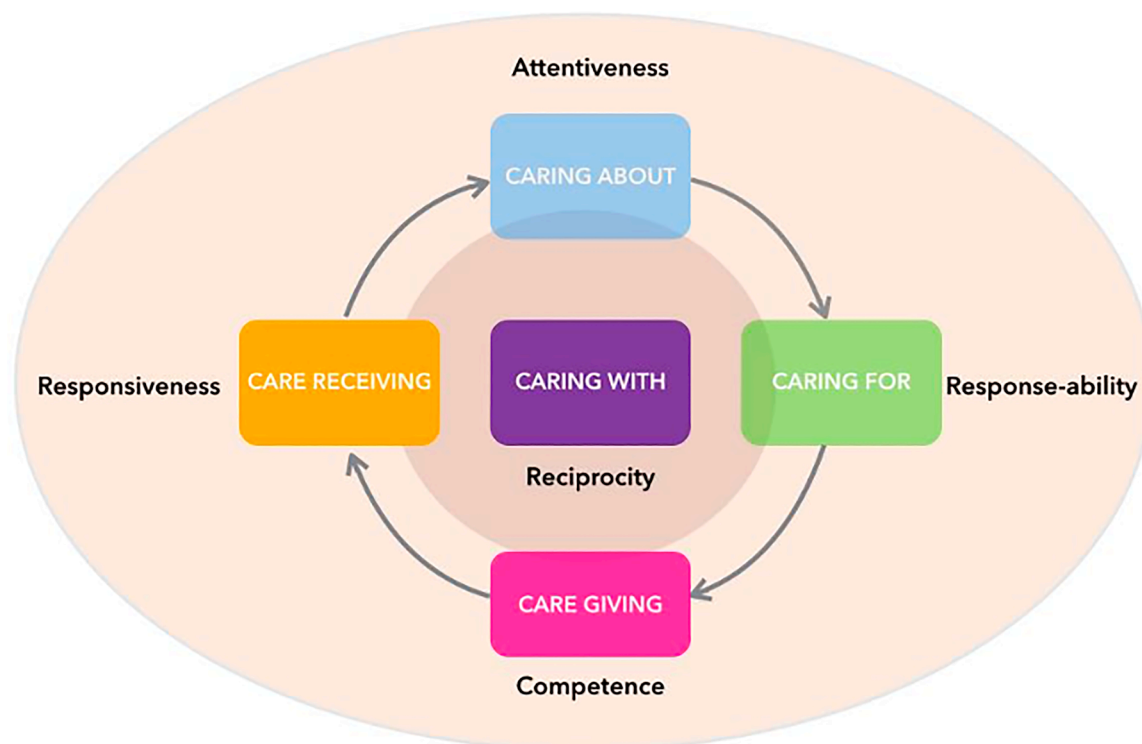 Attentiveness
CARING ABOUT
Responsiveness
CARE RECEIVING
CARING WITH
CARING FOR
Response-ability
Reciprocity
CARE GIVING
Competence